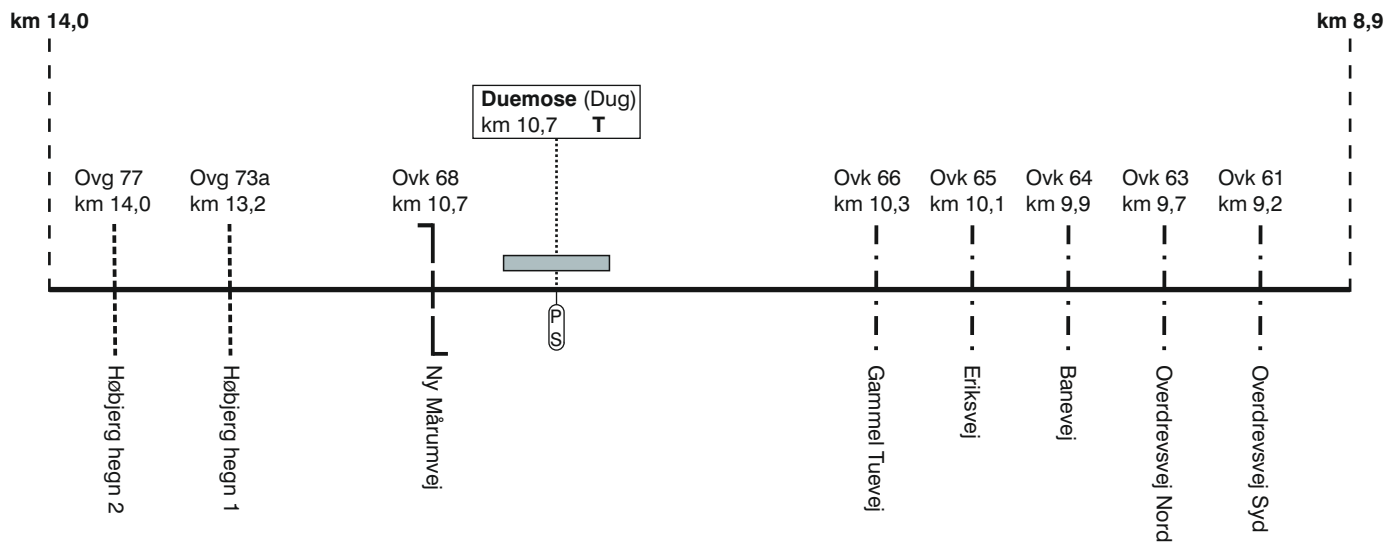 km 14,0
km 8,9
Duemose (Dug)
km 10,7 T
Ovg 77
km 14,0
Ovg 73a
km 13,2
Ovk 68
km 10,7
Ovk 66
km 10,3
Ovk 65
km 10,1
Ovk 64
km 9,9
Ovk 63
km 9,7
Ovk 61
km 9,2
P
S
Høbjerg hegn 2
Høbjerg hegn 1
Ny Mårumvej
Gammel Tuevej
Eriksvej
Banevej
Overdrevsvej Nord
Overdrevsvej Syd